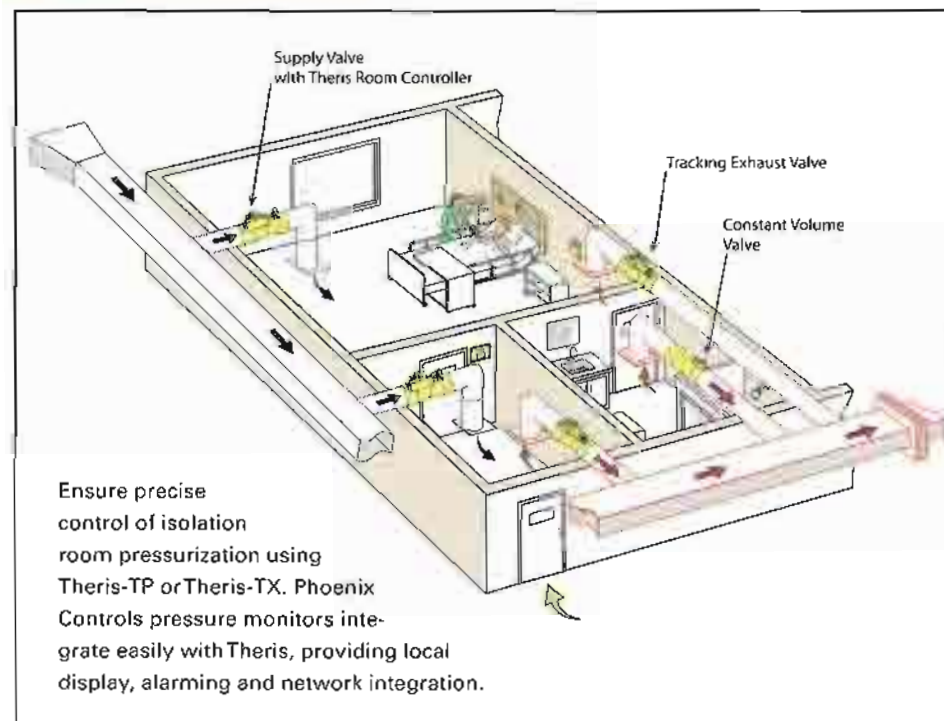 Supply Valve
with Theris Room Controller
Tracking Exhaust Valve
Constant Volume
Valve
Ensure precise
control of isolation
room pressurization using
Theris-TP or Theris-TX. Phoenix
Controls pressure monitors inte-
grate easily with Theris, providing local
display, alarming and network integration.